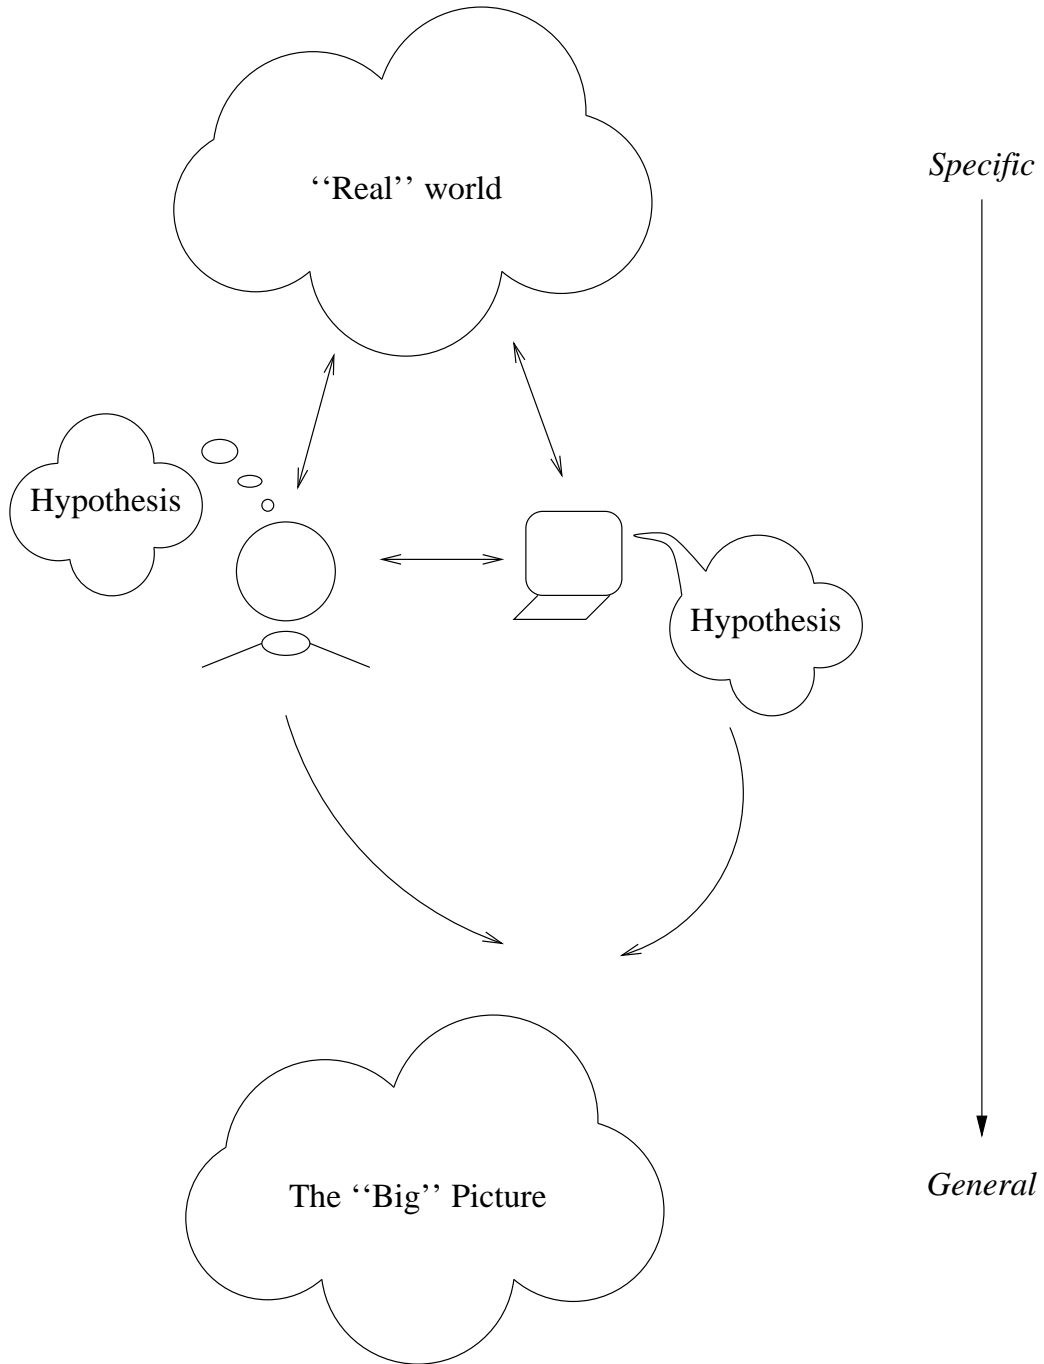 ‘‘Real’’ world
Specific
Hypothesis
Hypothesis
The ‘‘Big’’ Picture
General